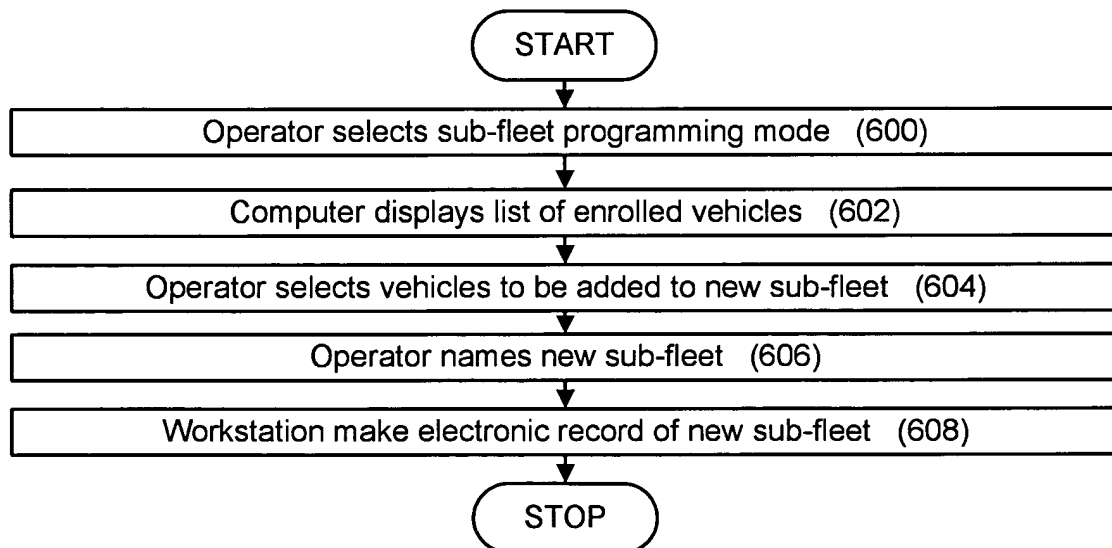 START
Operator selects sub-fleet programming mode (600)
Computer displays list of enrolled vehicles (602)
Operator selects vehicles to be added to new sub-fleet (604)
Operator names new sub-fleet (606)
Workstation make electronic record of new sub-fleet (608)
STOP